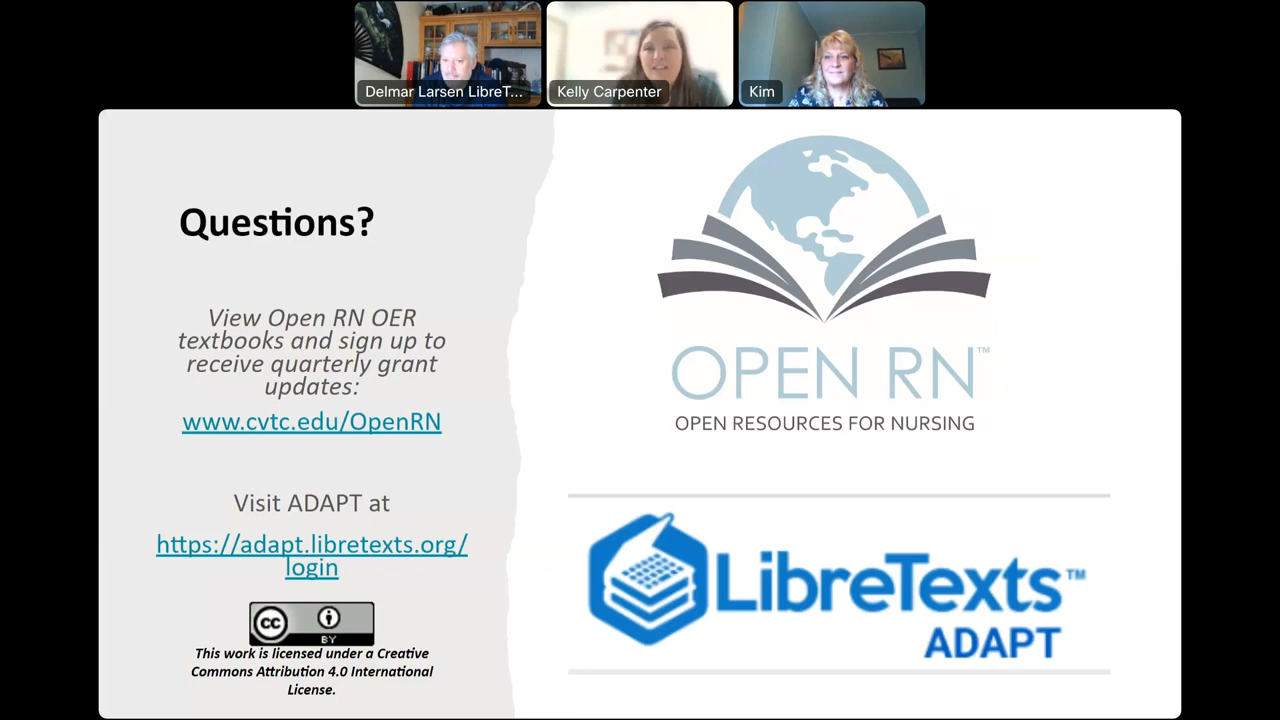 Delmar Larsen LibreT...
Kelly Carpenter
Kim
Questions?
View Open RN OER
textbooks and sign up to
receive quarterly grant
updates:
www.cvtc.edu/OpenRN
Visit ADAPT at
https://adapt.libretexts.org/
login
CC
BY
This work is licensed under a Creative
Commons Attribution 4.0 International
License.
OPEN RN™
OPEN RESOURCES FOR NURSING
LibreTexts™
ADAPT